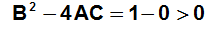 B² − 4AC = 1 − 0 > 0